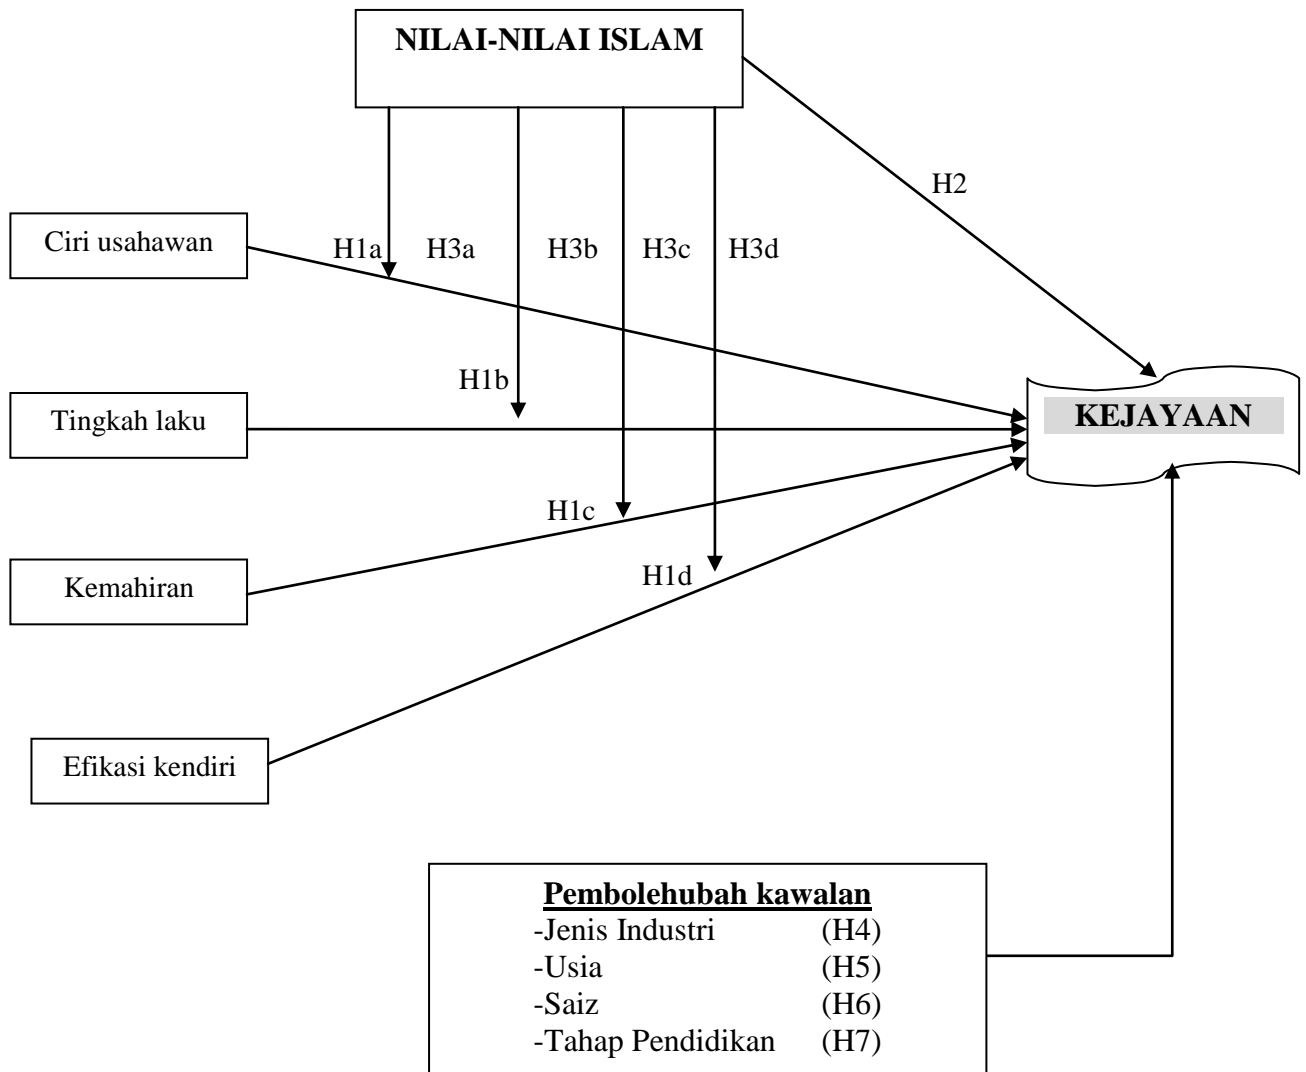 NILAI-NILAI ISLAM
H2
Ciri usahawan
H1a
H3a
H3b
H3c
H3d
H1b
Tingkah laku
KEJAYAAN
H1c
Kemahiran
H1d
Efikasi kendiri
Pembolehubah kawalan
-Jenis Industri (H4)
-Usia (H5)
-Saiz (H6)
-Tahap Pendidikan (H7)